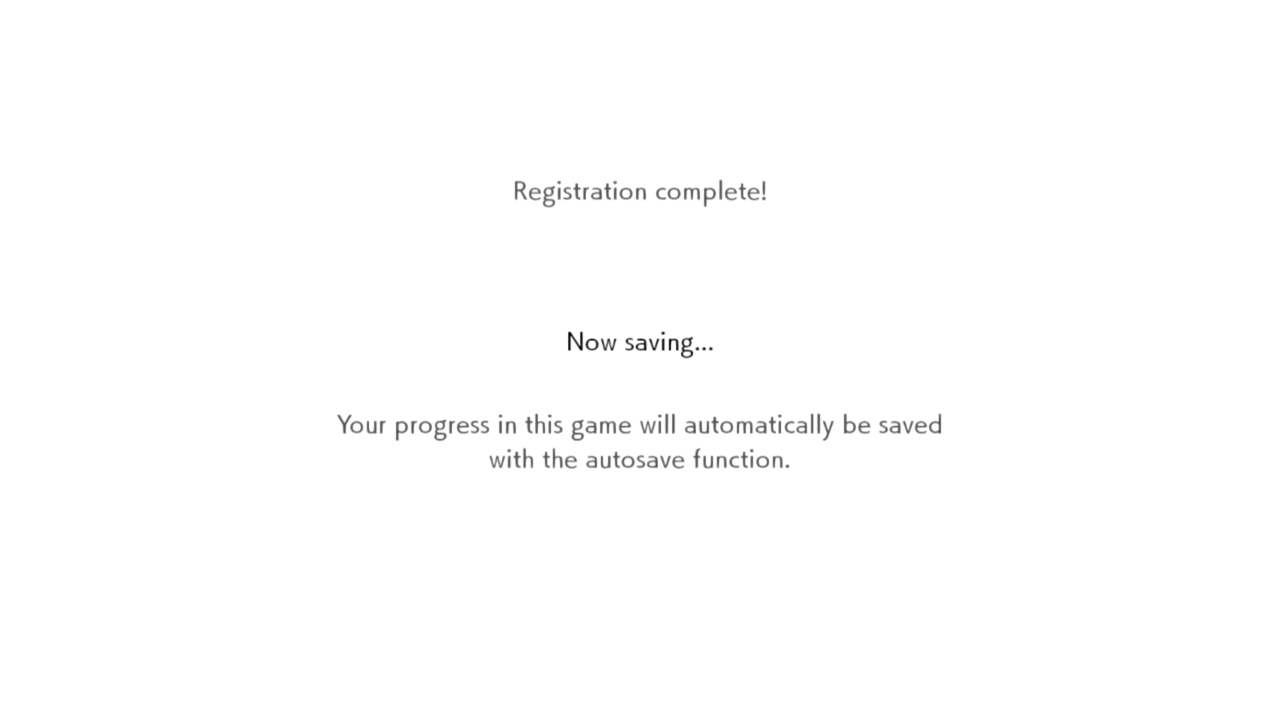 Registration complete!
Now saving...
Your progress in this game will automatically be saved
with the autosave function.